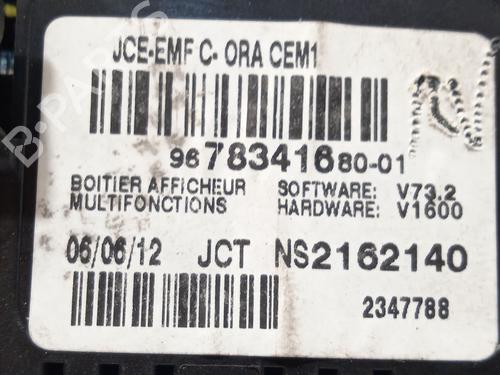 JCE-EMF C- ORA CEM1
9678341680-01
BOITIER AFFICHEUR SOFTWARE: V73.2
MULTIFONCTIONS HARDWARE: V1600
06/06/12 JCT NS2162140
2347788
B-PARTS